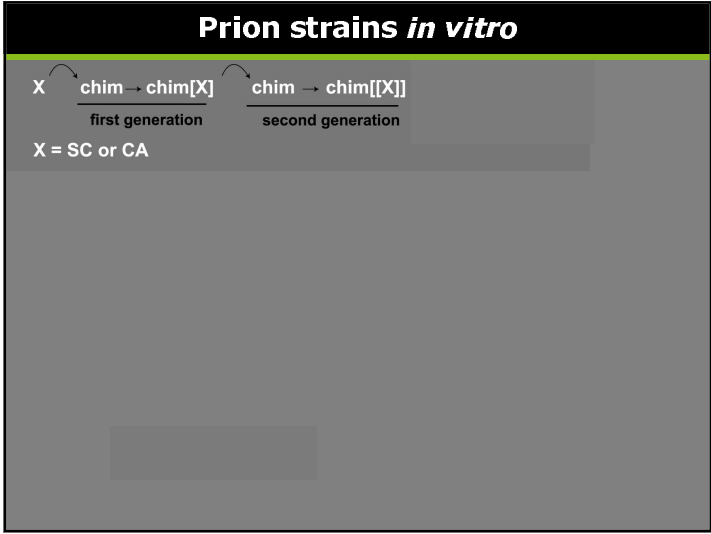 Prion strains in vitro
X chim → chim[X] chim → chim[[X]]
first generation second generation
X = SC or CA